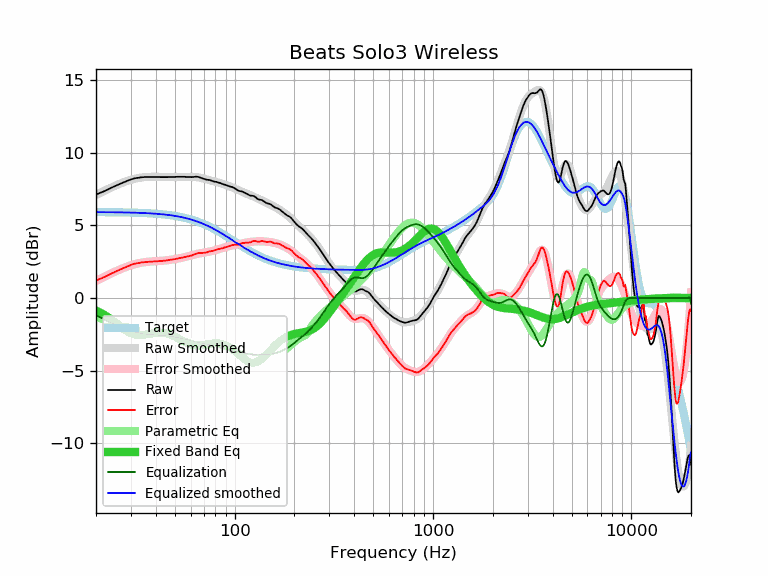 Beats Solo3 Wireless
15
10
5
0
−5
−10
Amplitude (dBr)
Target
Raw Smoothed
Error Smoothed
Raw
Error
Parametric Eq
Fixed Band Eq
Equalization
Equalized smoothed
100
1000
10000
Frequency (Hz)